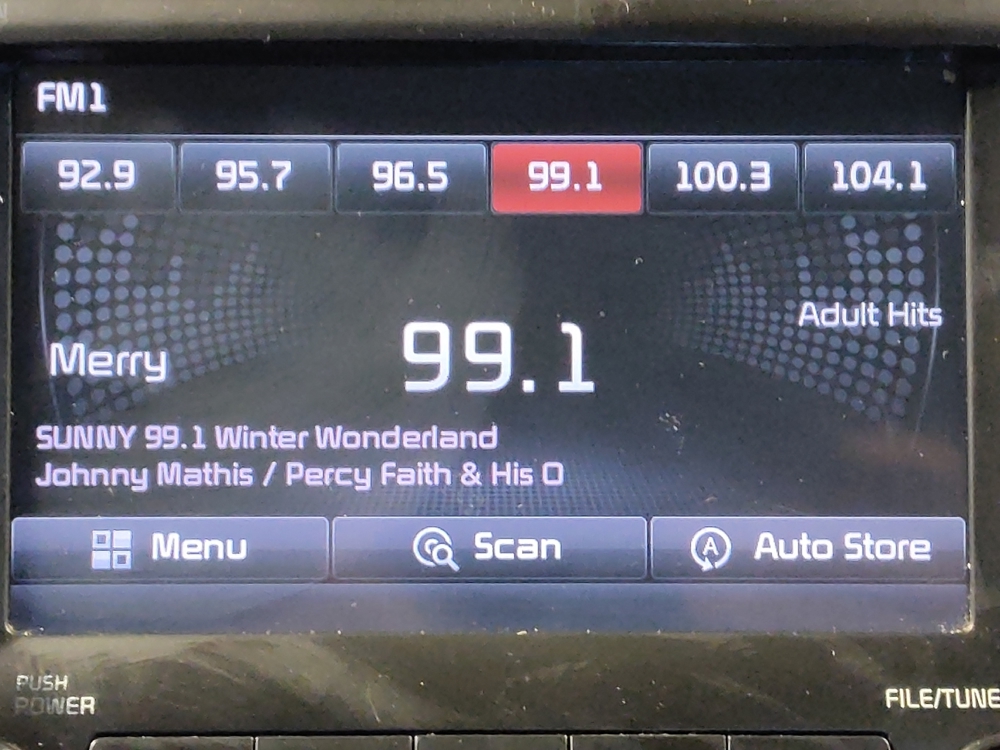 FM1
92.9 95.7 96.5 99.1 100.3 104.1
Adult Hits
Merry 99.1
SUNNY 99.1 Winter Wonderland
Johnny Mathis / Percy Faith & His O
Menu Scan A Auto Store
PUSH
POWER
FILE/TUNE